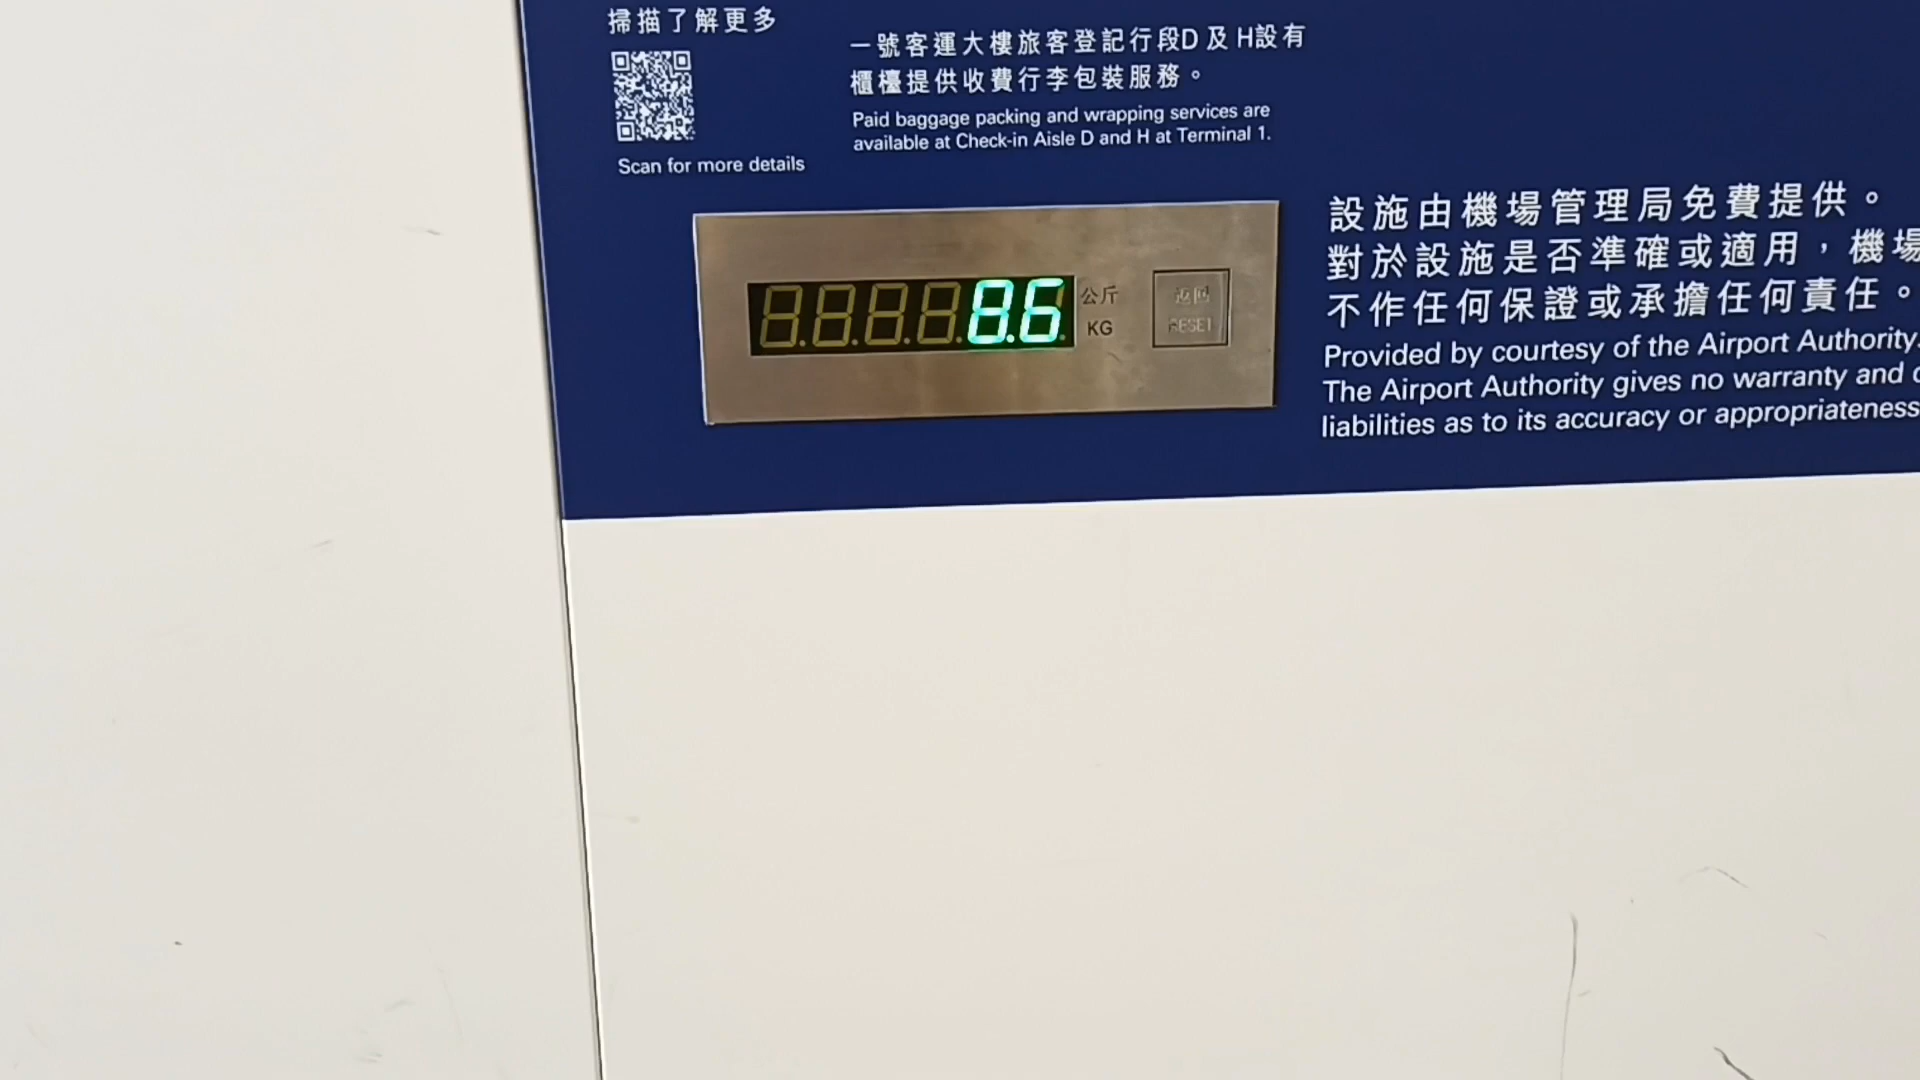 掃描了解更多
Scan for more details
一號客運大樓旅客登記行段D 及 H設有
櫃檯提供收費行李包裝服務。
Paid baggage packing and wrapping services are
available at Check-in Aisle D and H at Terminal 1.
8.6
公斤
KG
返回
RESET
設施由機場管理局免費提供。
對於設施是否準確或適用，機場
不作任何保證或承擔任何責任。
Provided by courtesy of the Airport Authority.
The Airport Authority gives no warranty and
liabilities as to its accuracy or appropriateness